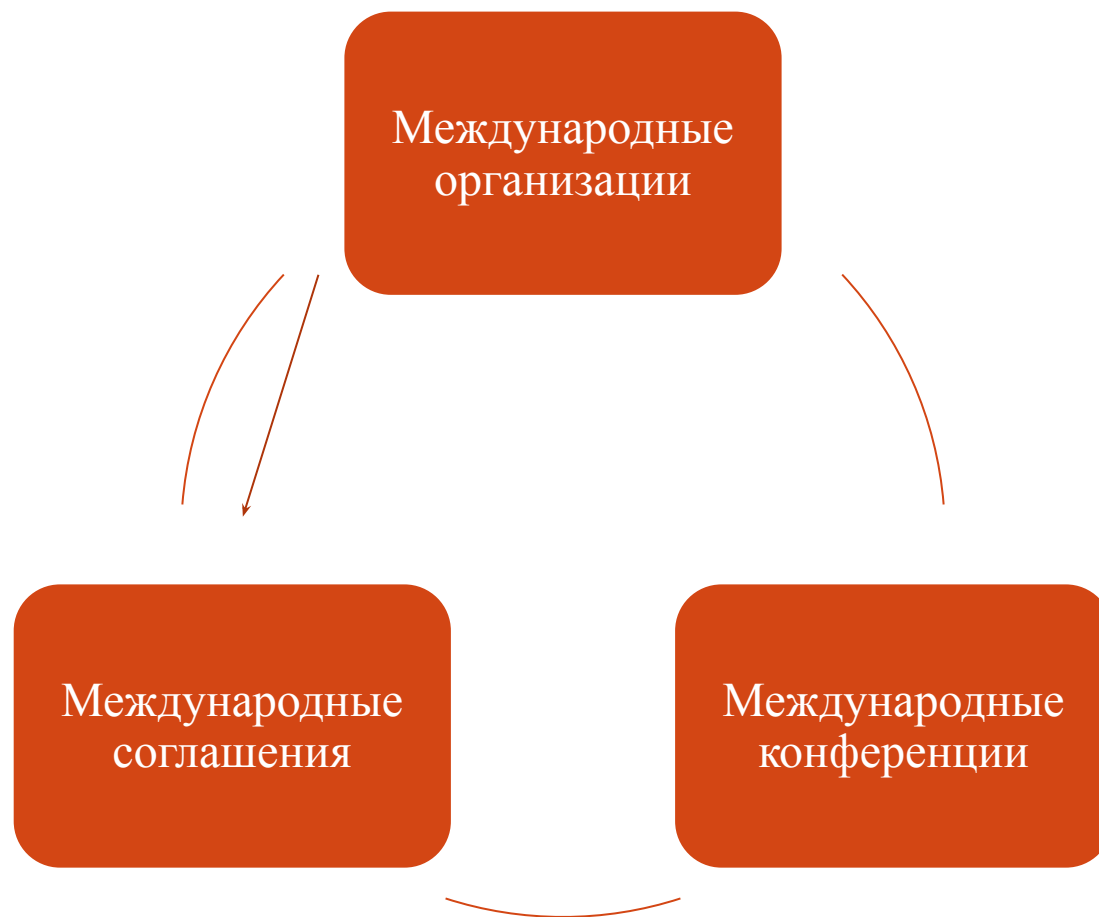 Международные
организации
Международные
соглашения
Международные
конференции